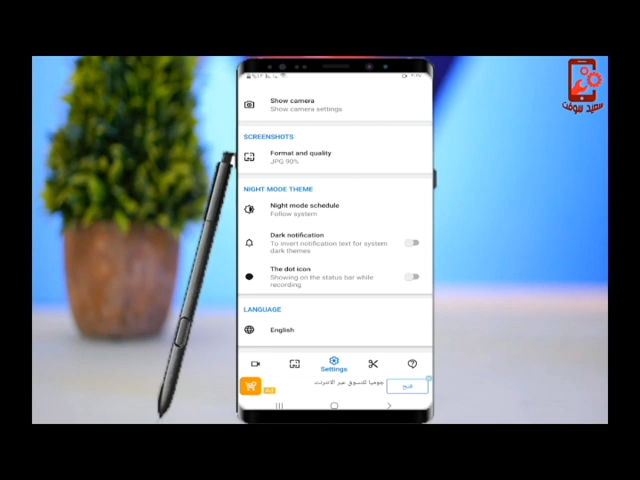 سعيد سوفت
Show camera
Show camera settings
SCREENSHOTS
Format and quality
JPG 90%
NIGHT MODE THEME
Night mode schedule
Follow system
Dark notification
To invert notification text for system
dark themes
The dot icon
Showing on the status bar while
recording
LANGUAGE
English
Settings
جوميا للتسوق عبر الانترنت
فتح